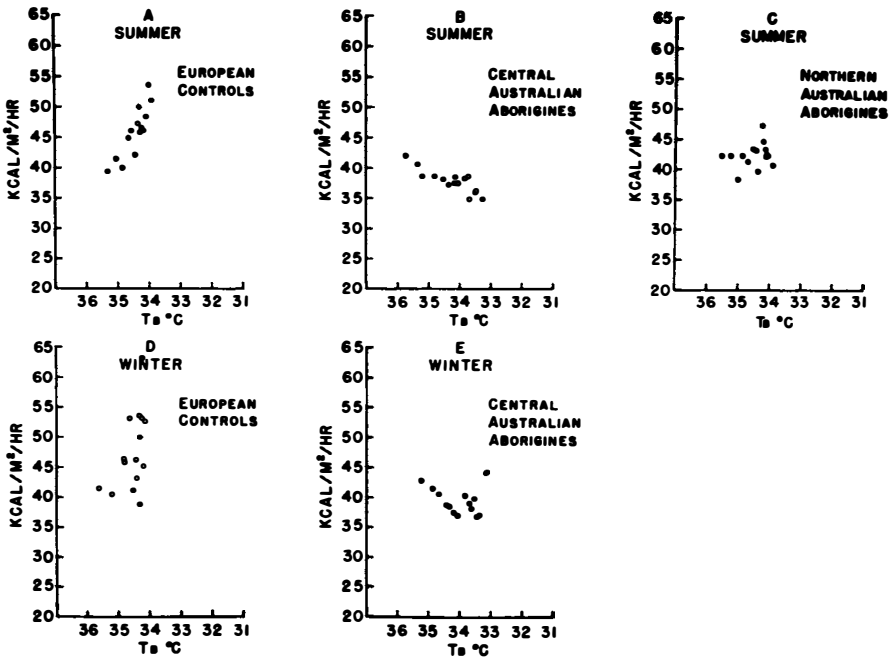 A
SUMMER
EUROPEAN
CONTROLS
KCAL/M²/HR
65
60
55
50
45
40
35
30
25
20
36 35 34 33 32 31
TB °C
B
SUMMER
CENTRAL
AUSTRALIAN
ABORIGINES
KCAL/M²/HR
65
60
55
50
45
40
35
30
25
20
36 35 34 33 32 31
TB °C
C
SUMMER
NORTHERN
AUSTRALIAN
ABORIGINES
KCAL/M²/HR
65
60
55
50
45
40
35
30
25
20
36 35 34 33 32 31
TB °C
D
WINTER
EUROPEAN
CONTROLS
KCAL/M²/HR
65
60
55
50
45
40
35
30
25
20
36 35 34 33 32 31
TB °C
E
WINTER
CENTRAL
AUSTRALIAN
ABORIGINES
KCAL/M²/HR
65
60
55
50
45
40
35
30
25
20
36 35 34 33 32 31
TB °C